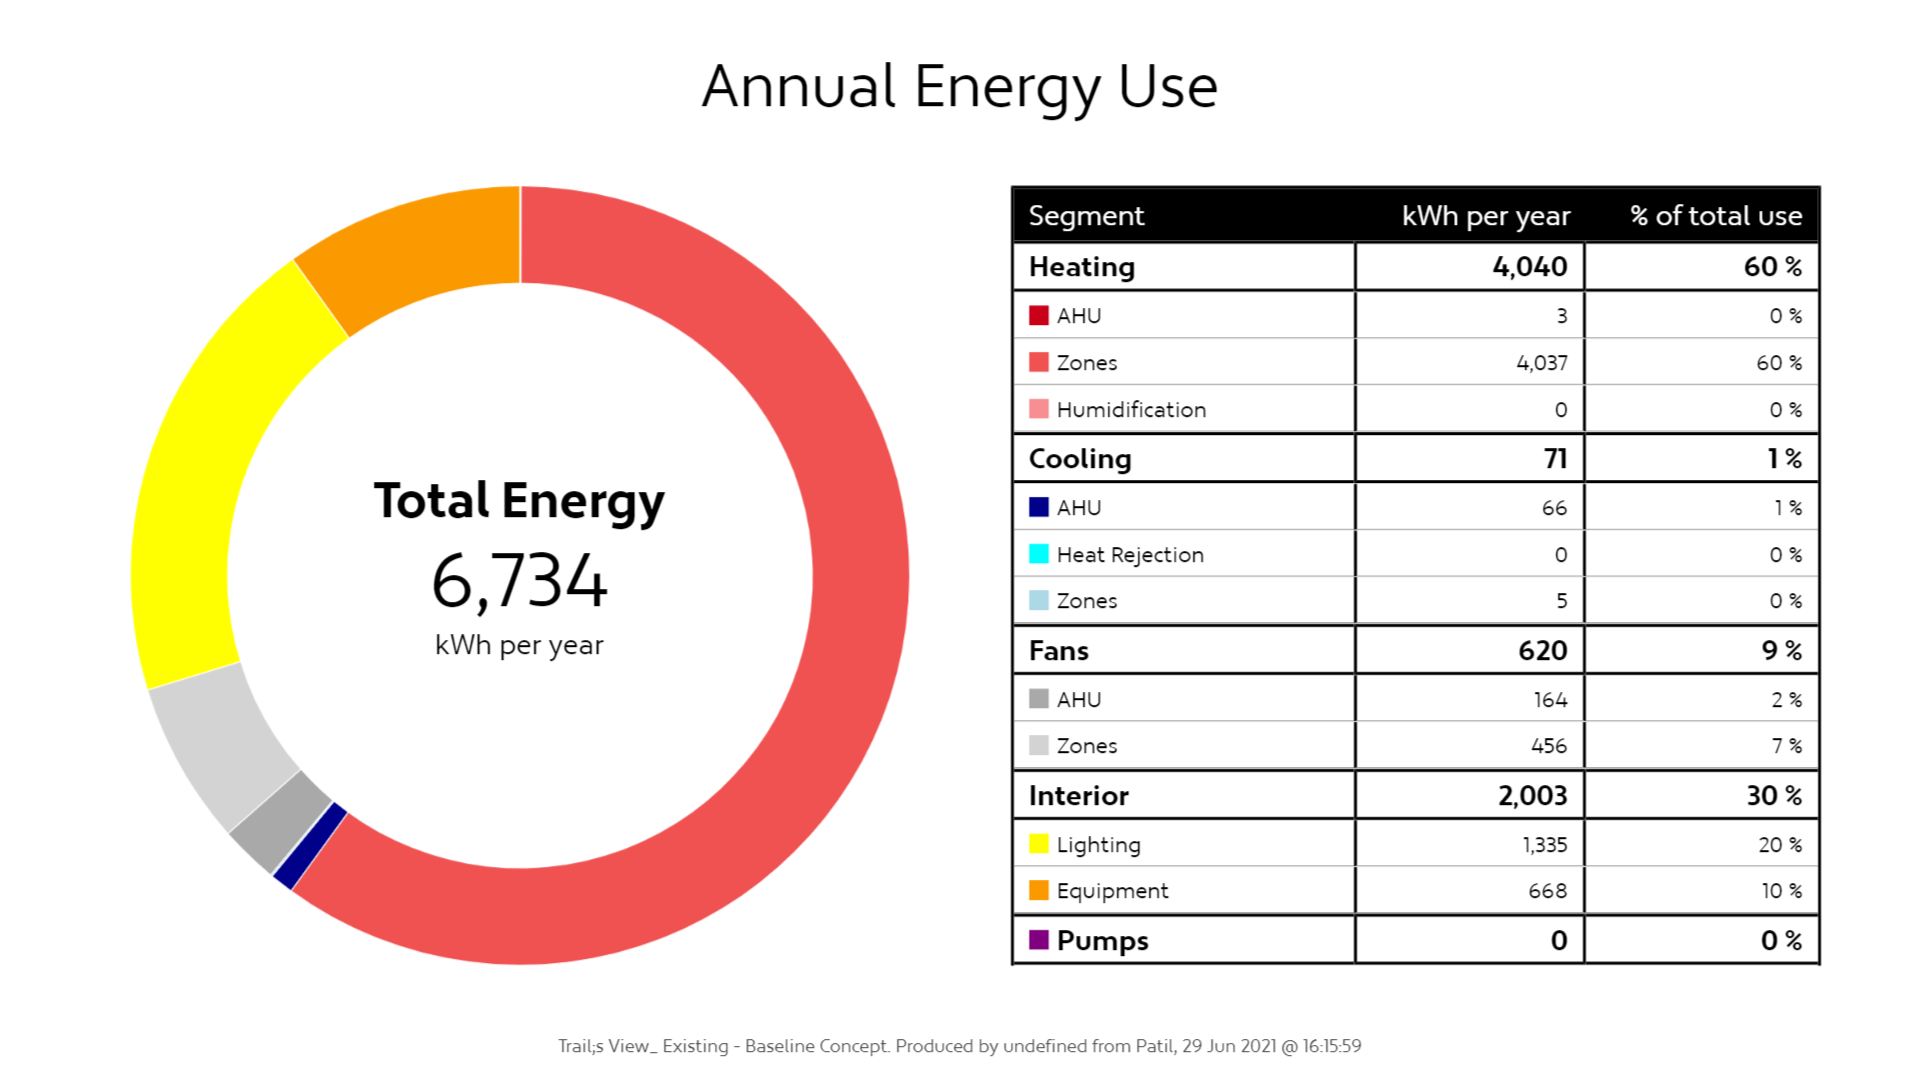 Annual Energy Use
Total Energy
6,734
kWh per year
Segment kWh per year % of total use
Heating 4,040 60 %
AHU 3 0 %
Zones 4,037 60 %
Humidification 0 0 %
Cooling 71 1 %
AHU 66 1 %
Heat Rejection 0 0 %
Zones 5 0 %
Fans 620 9 %
AHU 164 2 %
Zones 456 7 %
Interior 2,003 30 %
Lighting 1,335 20 %
Equipment 668 10 %
Pumps 0 0 %
Trail;s View_ Existing - Baseline Concept. Produced by undefined from Patil, 29 Jun 2021 @ 16:15:59